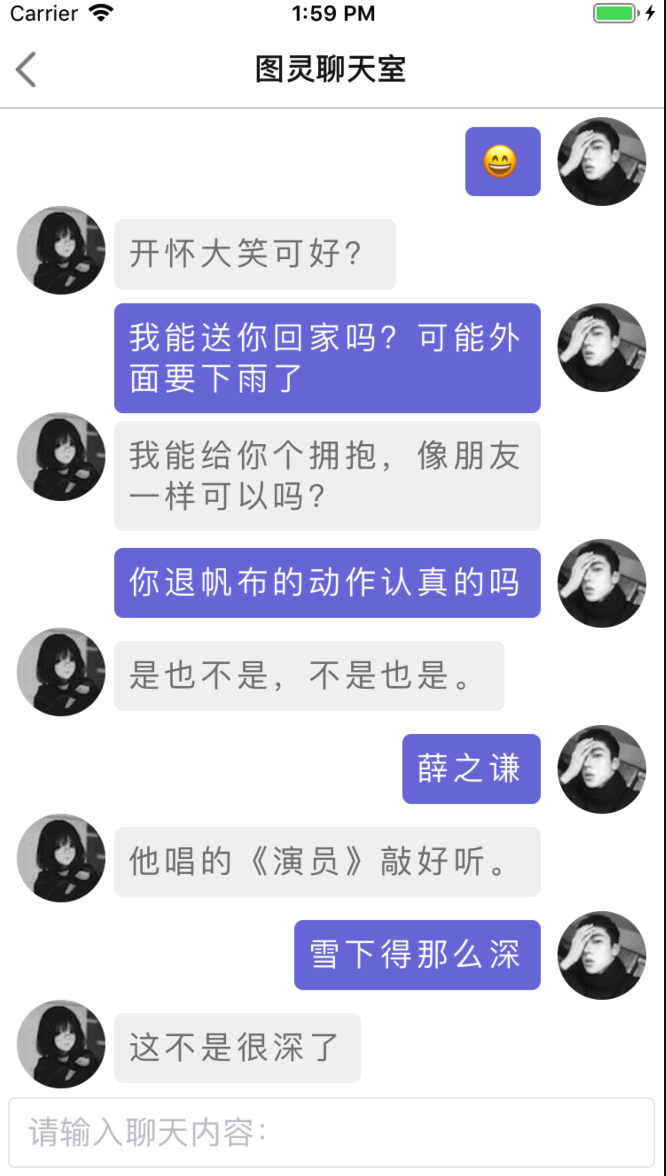 Carrier 1:59 PM
图灵聊天室
😄
开怀大笑可好？
我能送你回家吗？可能外
面要下雨了
我能给你个拥抱，像朋友
一样可以吗？
你退帆布的动作认真的吗
是也不是，不是也是。
薛之谦
他唱的《演员》敲好听。
雪下得那么深
这不是很深了
请输入聊天内容：